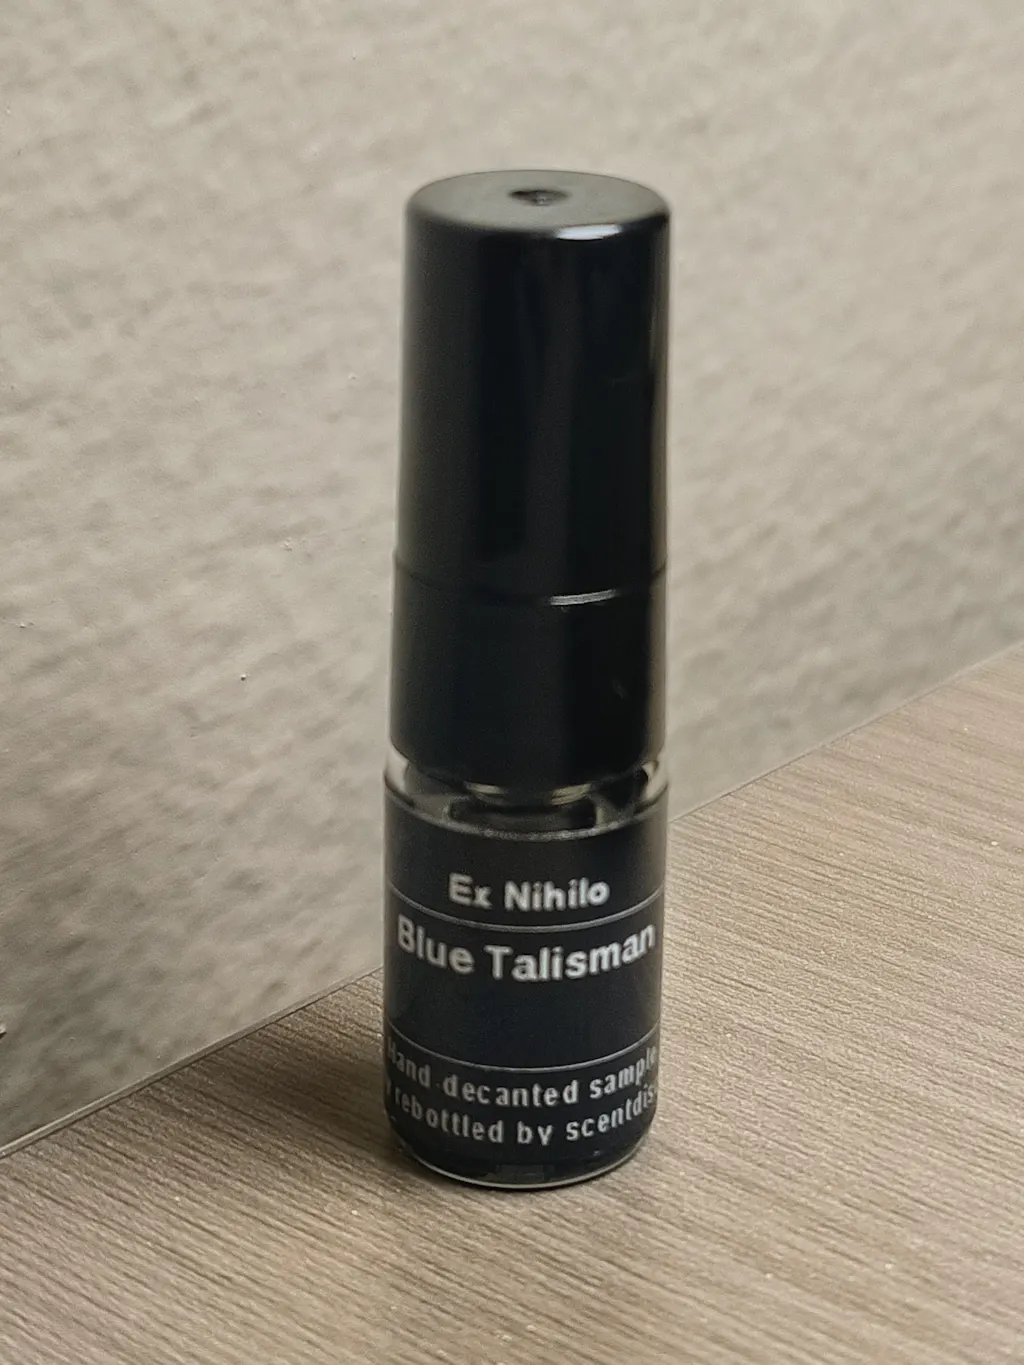 Ex Nihilo
Blue Talisman
Hand decanted sample
rebottled by